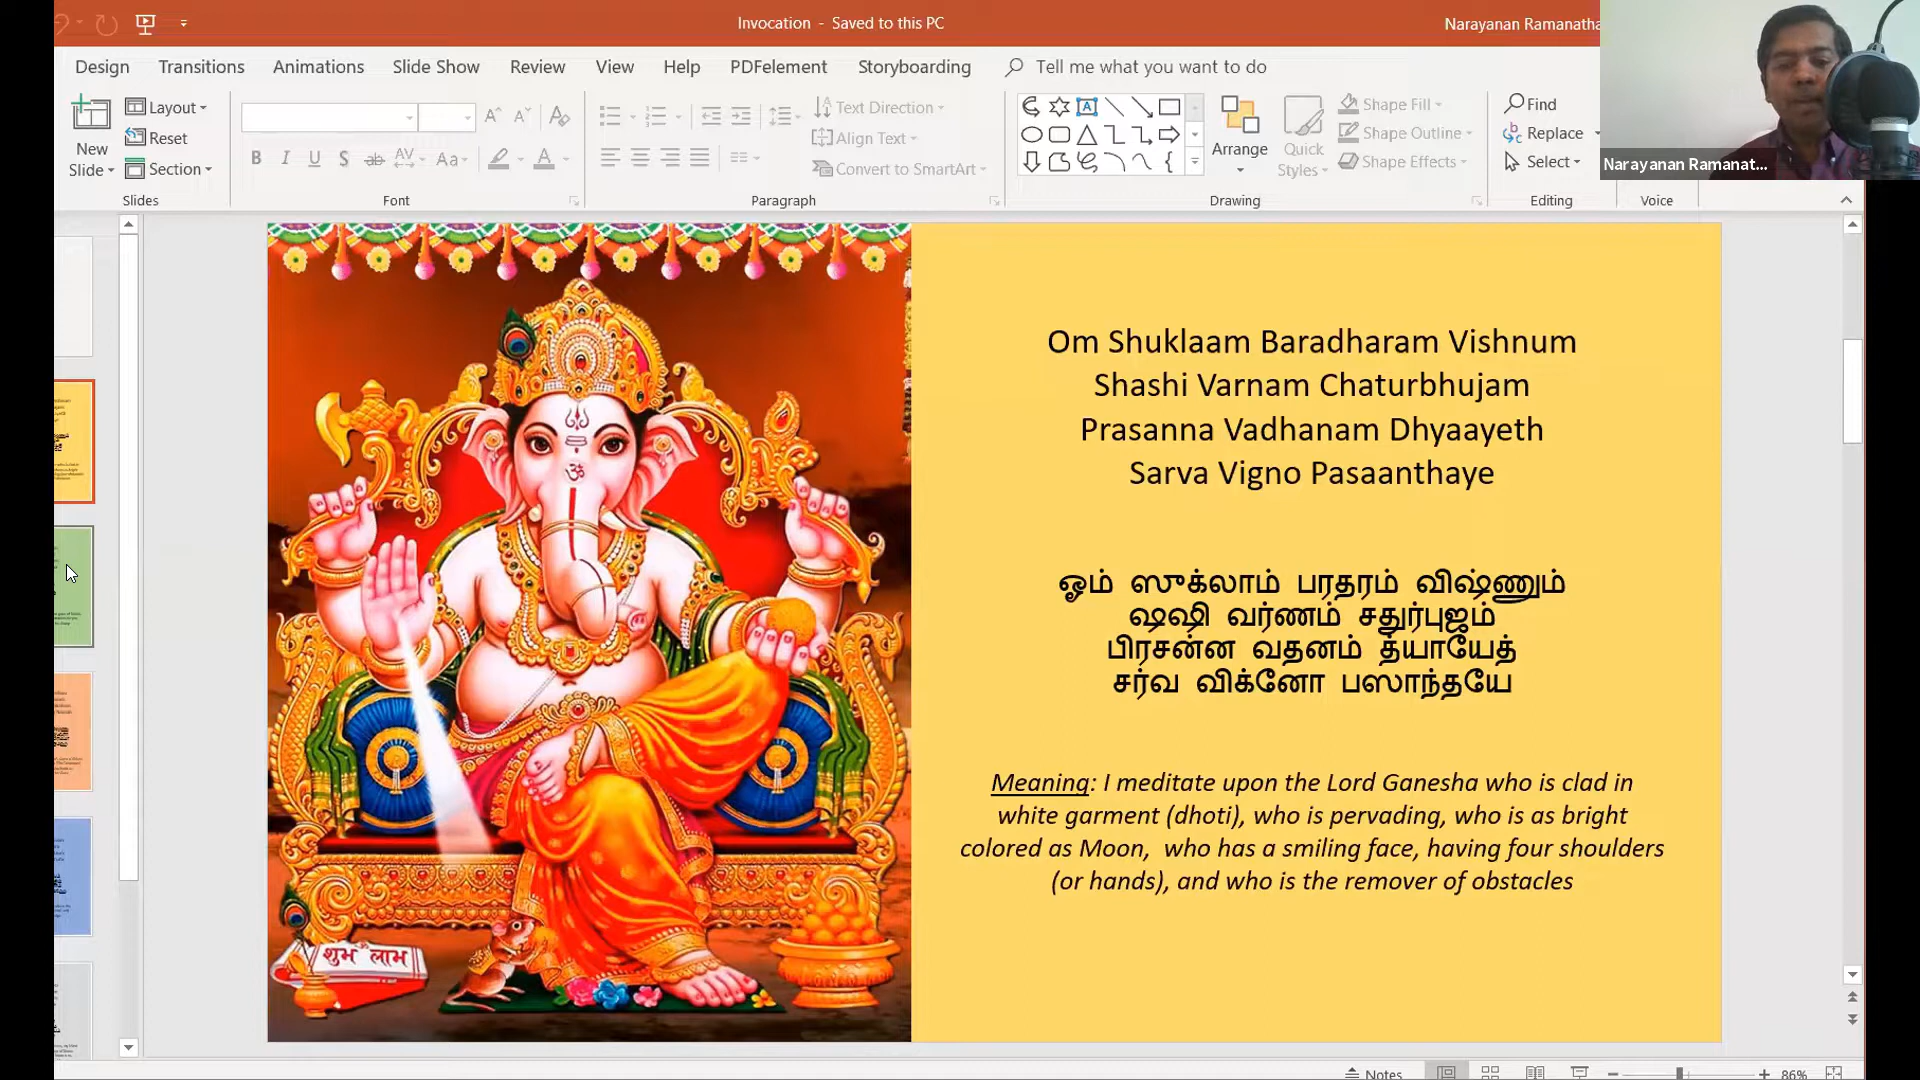 Invocation - Saved to this PC
Narayanan Ramanatha
Design Transitions Animations Slide Show Review View Help PDFelement Storyboarding Tell me what you want to do
New Slide
Layout
Reset
Section
Slides
Font
Text Direction
Align Text
Convert to SmartArt
Paragraph
Arrange
Quick Styles
Shape Fill
Shape Outline
Shape Effects
Drawing
Find
Replace
Select
Editing
Voice
Narayanan Ramanat...
Om Shuklaam Baradharam Vishnum
Shashi Varnam Chaturbhujam
Prasanna Vadhanam Dhyaayeth
Sarva Vigno Pasaanthaye
ஓம் ஸுக்லாம் பரதரம் விஷ்ணும்
ஷஷி வர்ணம் சதுர்புஜம்
பிரசன்ன வதனம் த்யாயேத்
சர்வ விக்னோ பஸாந்தயே
Meaning: I meditate upon the Lord Ganesha who is clad in
white garment (dhoti), who is pervading, who is as bright
colored as Moon, who has a smiling face, having four shoulders
(or hands), and who is the remover of obstacles
शुभ लाभ
Notes
86%